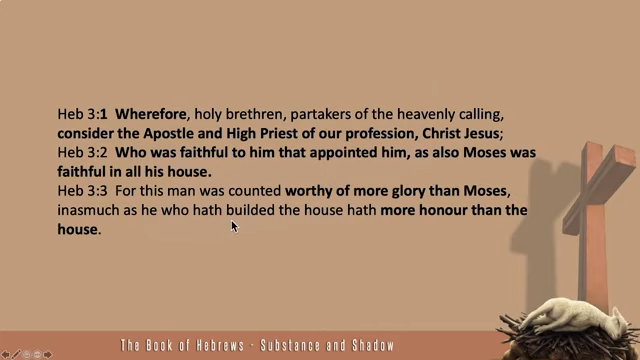 Heb 3:1 Wherefore, holy brethren, partakers of the heavenly calling,
consider the Apostle and High Priest of our profession, Christ Jesus;
Heb 3:2 Who was faithful to him that appointed him, as also Moses was
faithful in all his house.
Heb 3:3 For this man was counted worthy of more glory than Moses,
inasmuch as he who hath builded the house hath more honour than the
house.
The Book of Hebrews - Substance and Shadow